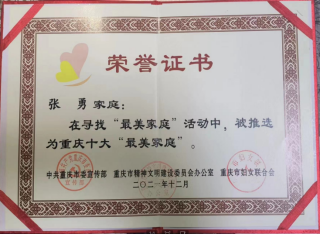 荣誉证书
张 勇家庭：
在寻找“最美家庭”活动中，被推选
为重庆十大“最美家庭”。
中共重庆市委宣传部 重庆市精神文明建设委员会办公室 重庆市妇女联合会
二〇二一年十二月